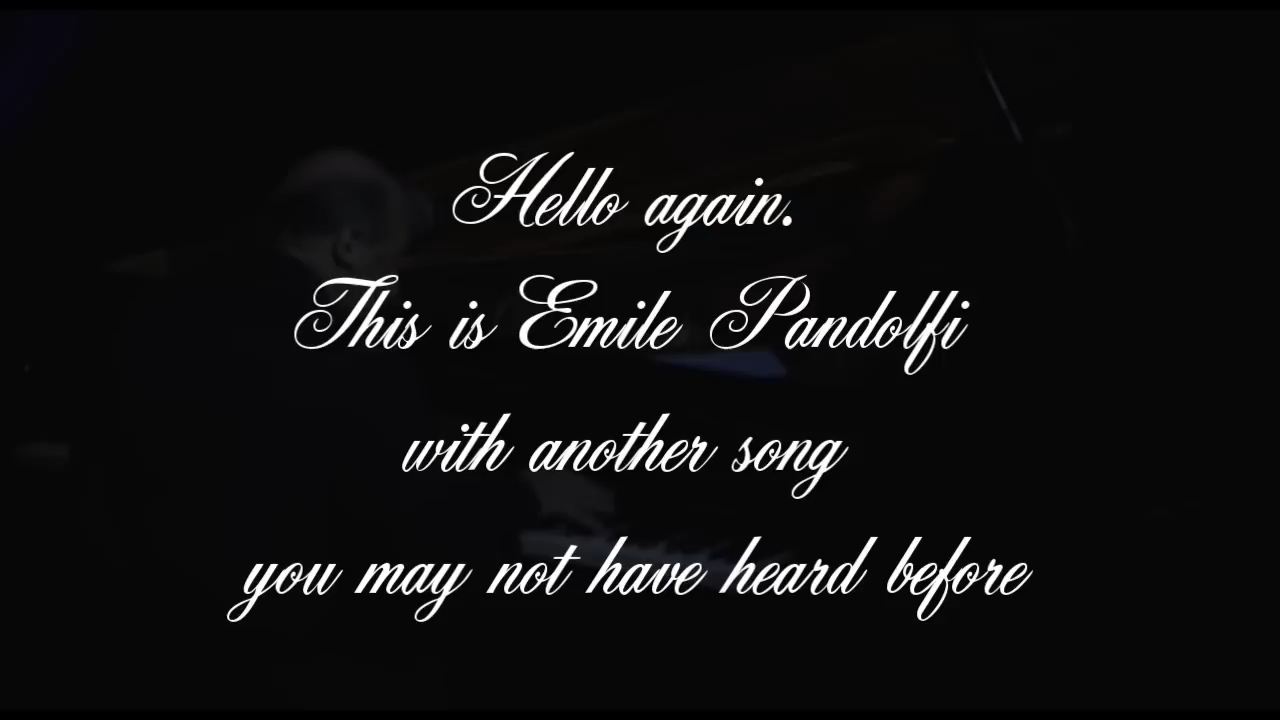 Hello again.
This is Emile Pandolfi
with another song
you may not have heard before